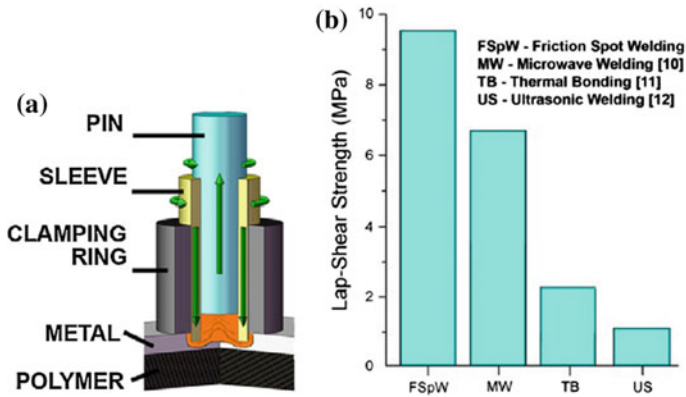 (a)
PIN
SLEEVE
CLAMPING
RING
METAL
POLYMER
(b)
Lap-Shear Strength (MPa)
10
8
6
4
2
0
FSpW - Friction Spot Welding
MW - Microwave Welding [10]
TB - Thermal Bonding [11]
US - Ultrasonic Welding [12]
FSpW
MW
TB
US